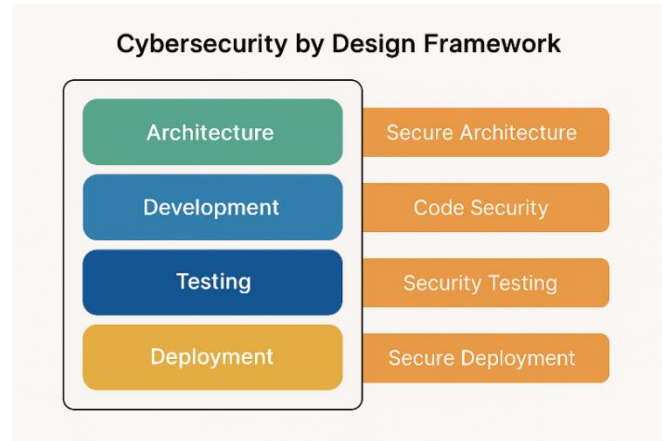 Cybersecurity by Design Framework
Architecture
Secure Architecture
Development
Code Security
Testing
Security Testing
Deployment
Secure Deployment